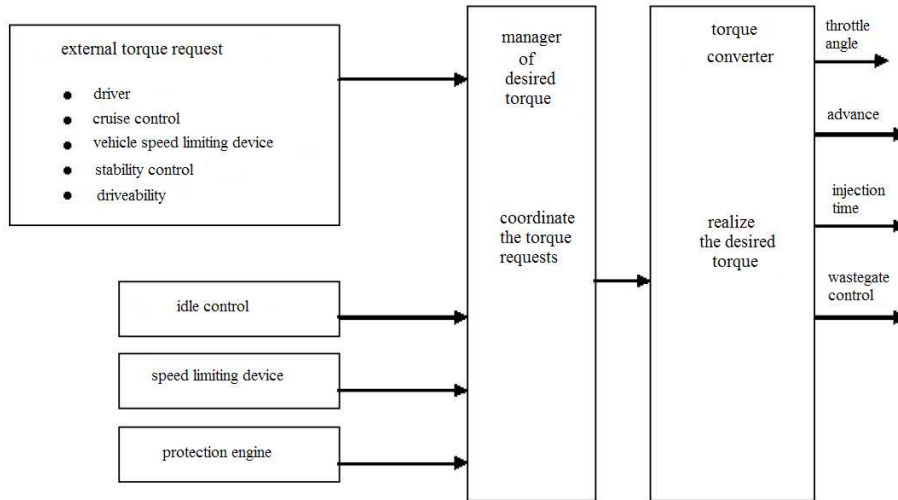 external torque request
driver
cruise control
vehicle speed limiting device
stability control
driveability
idle control
speed limiting device
protection engine
manager
of
desired
torque
coordinate
the torque
requests
torque
converter
realize
the desired
torque
throttle
angle
advance
injection
time
wastegate
control